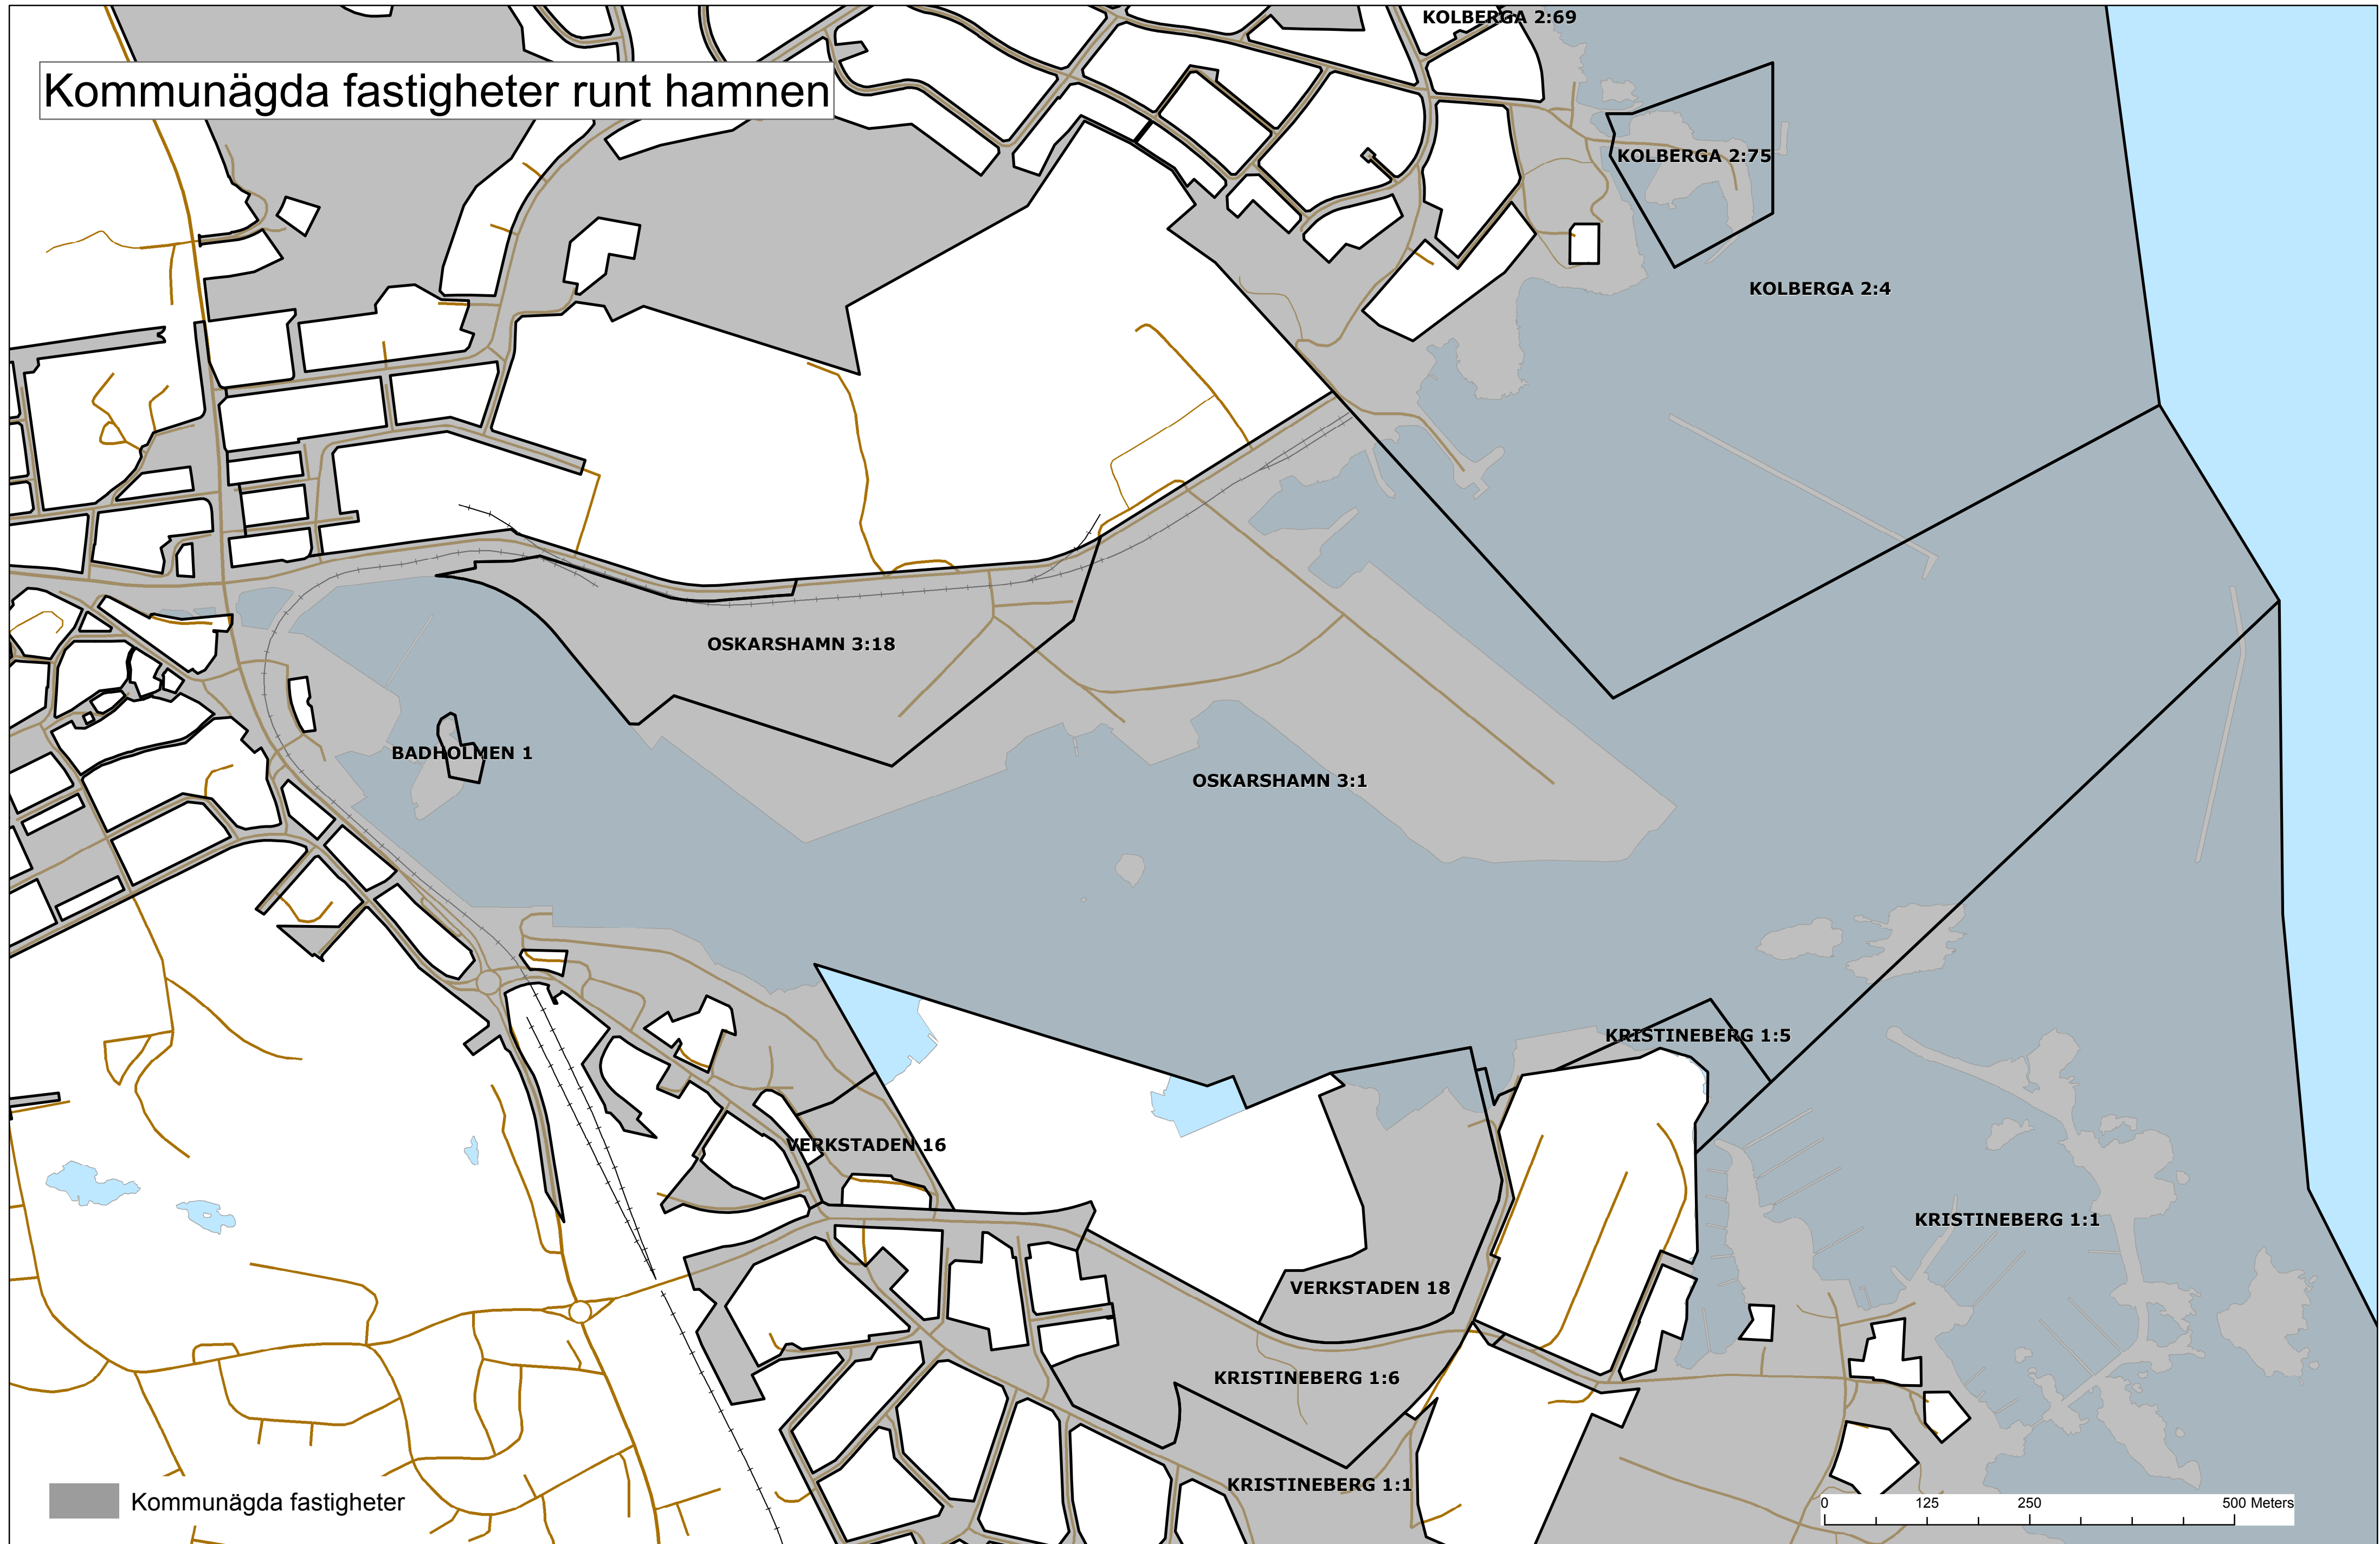 KOLBERGA 2:69
Kommunägda fastigheter runt hamnen
KOLBERGA 2:75
KOLBERGA 2:4
OSKARSHAMN 3:18
BADHOLMEN 1
OSKARSHAMN 3:1
KRISTINEBERG 1:5
VERKSTADEN 16
KRISTINEBERG 1:1
VERKSTADEN 18
KRISTINEBERG 1:6
KRISTINEBERG 1:1
Kommunägda fastigheter
0 125 250 500 Meters